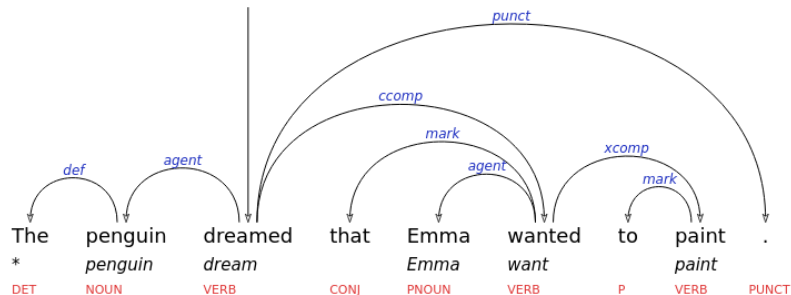 punct
ccomp
mark
xcomp
agent agent
def mark
The penguin dreamed that Emma wanted to paint .
* penguin dream Emma want paint
DET NOUN VERB CONJ PNOUN VERB P VERB PUNCT